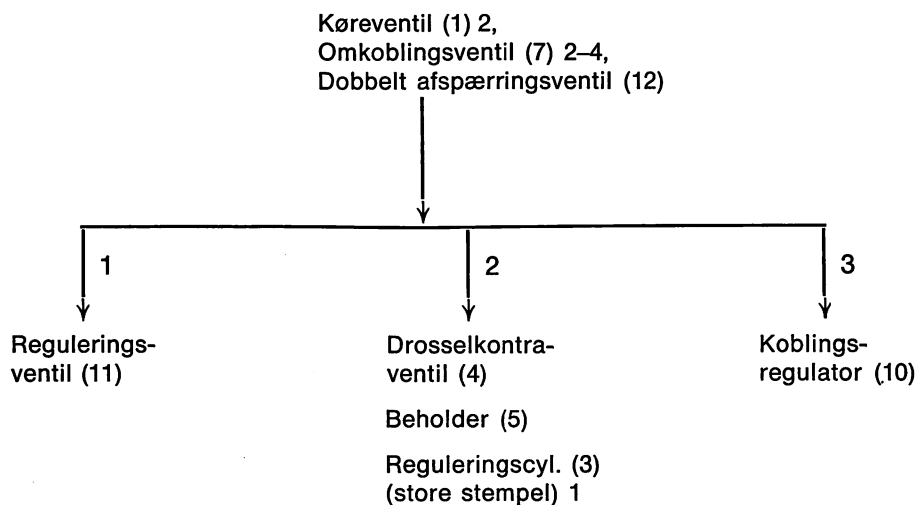 Køreventil (1) 2,
Omkoblingsventil (7) 2–4,
Dobbelt afspærringsventil (12)
1
2
3
Regulerings-
ventil (11)
Drosselkontra-
ventil (4)
Beholder (5)
Reguleringscyl. (3)
(store stempel) 1
Koblings-
regulator (10)